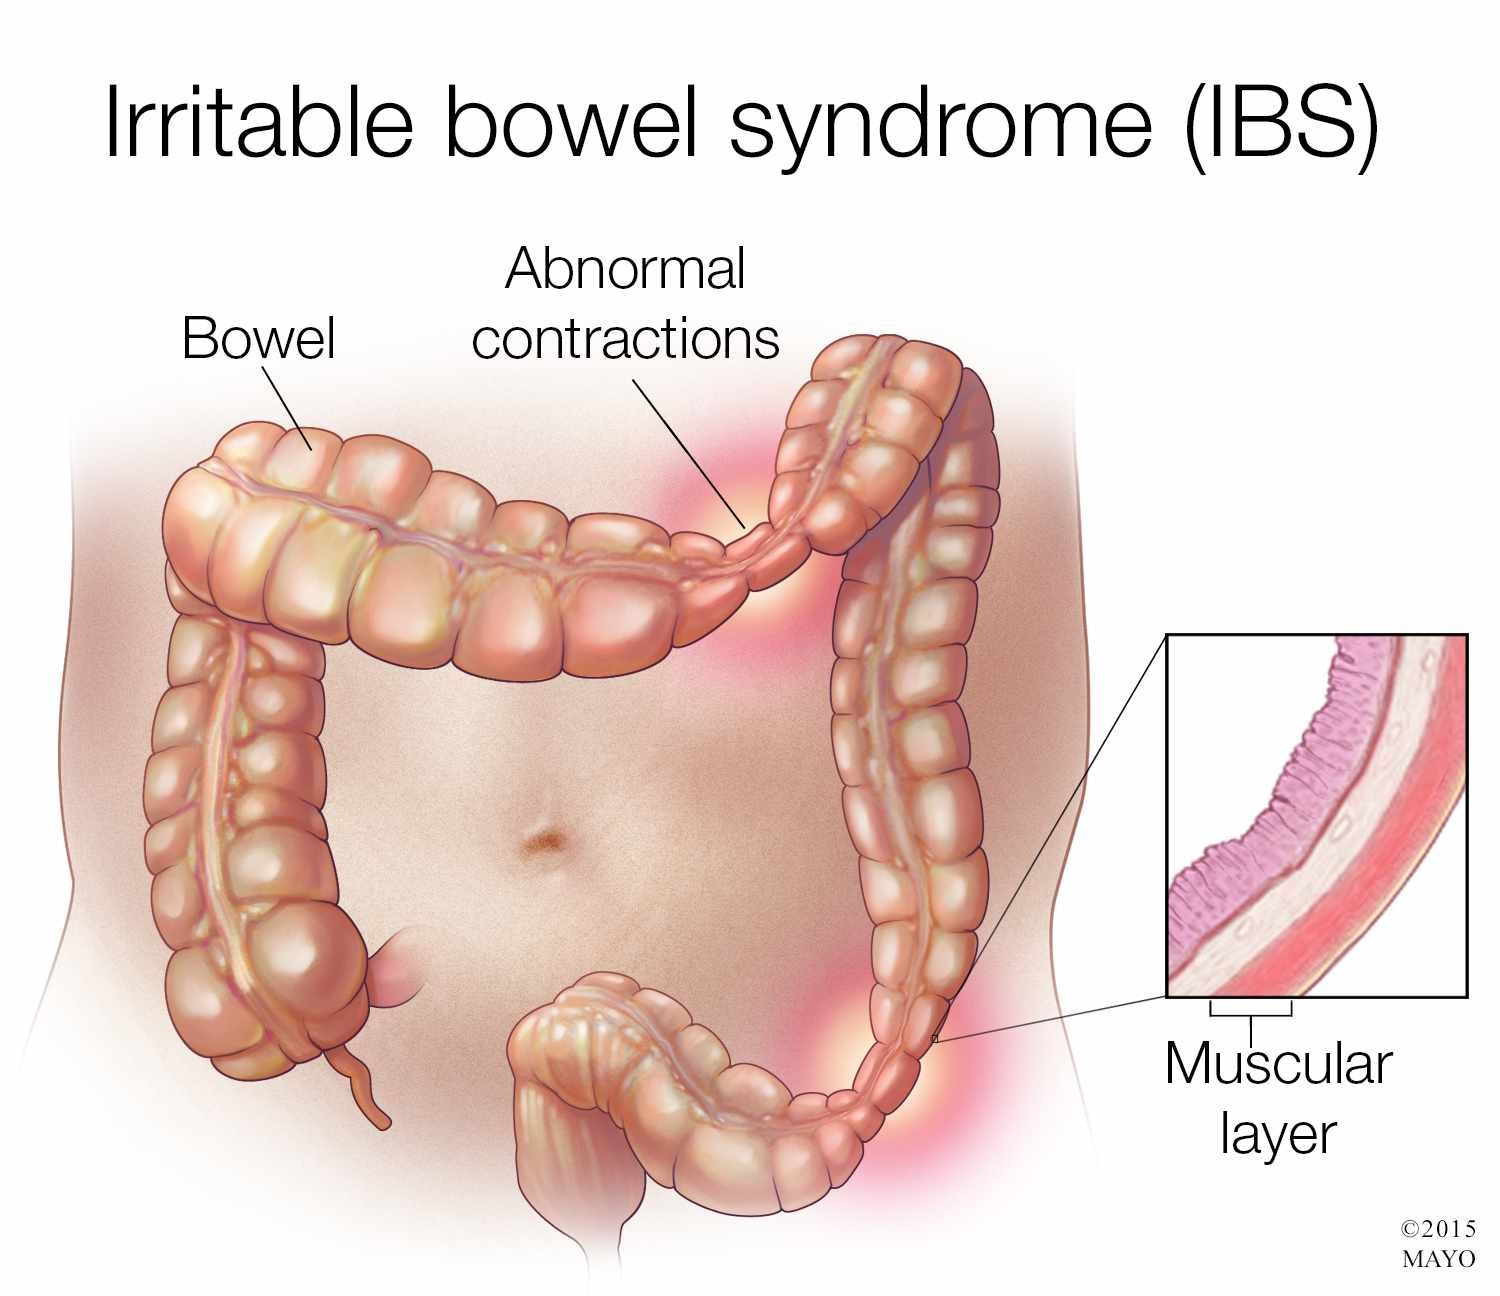 Irritable bowel syndrome (IBS)
Abnormal
contractions
Bowel
Muscular
layer
©2015
MAYO